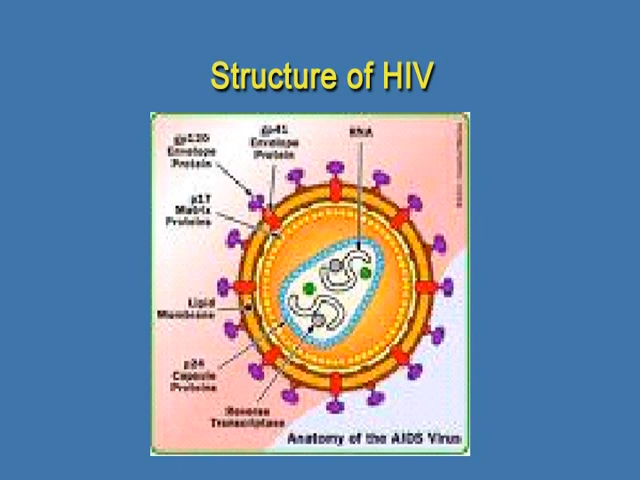 Structure of HIV
gp120
Envelope
Protein
gp41
Envelope
Protein
RNA
p17
Matrix
Proteins
Lipid
Membrane
p24
Capsule
Proteins
Reverse
Transcriptase
Anatomy of the AIDS Virus